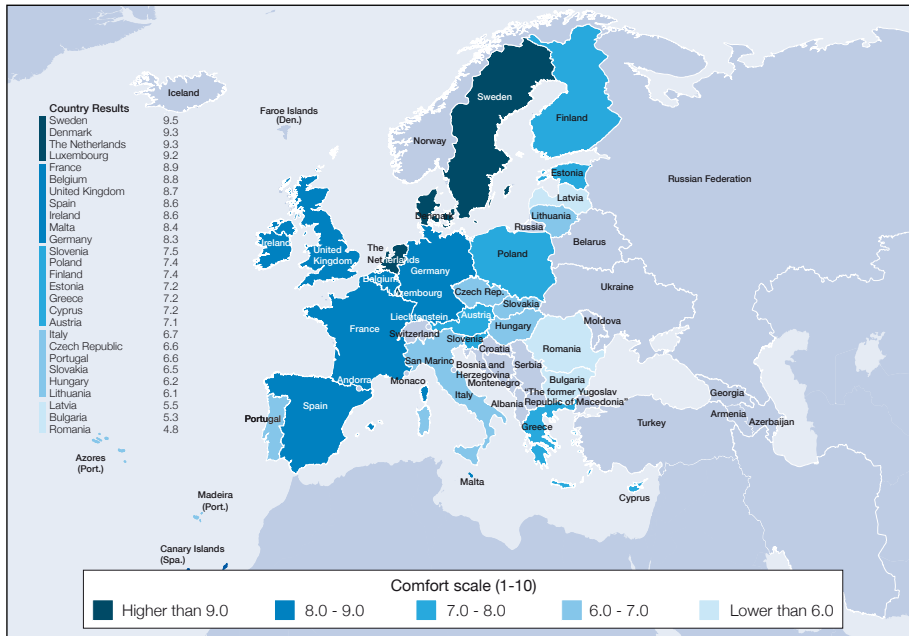 Iceland
Faroe Islands
(Den.)
Country Results
Sweden 9.5
Denmark 9.3
The Netherlands 9.3
Luxembourg 9.2
France 8.9
Belgium 8.8
United Kingdom 8.7
Spain 8.6
Ireland 8.6
Malta 8.4
Germany 8.3
Slovenia 7.5
Poland 7.4
Finland 7.4
Estonia 7.2
Greece 7.2
Cyprus 7.2
Austria 7.1
Italy 6.7
Czech Republic 6.6
Portugal 6.6
Slovakia 6.5
Hungary 6.2
Lithuania 6.1
Latvia 5.5
Bulgaria 5.3
Romania 4.8
Sweden
Finland
Norway
Russian Federation
Estonia
Latvia
Lithuania
Russia
Denmark
Belarus
Ireland
United
Kingdom
The
Netherlands
Poland
Germany
Belgium
Ukraine
Luxembourg
Czech Rep.
Slovakia
Liechtenstein
Austria
Moldova
France
Switzerland
Hungary
Slovenia
Croatia
Romania
San Marino
Bosnia and
Herzegovina
Serbia
Andorra
Monaco
Montenegro
Bulgaria
Italy
"The former Yugoslav
Republic of Macedonia"
Albania
Georgia
Armenia
Azerbaijan
Portugal
Spain
Greece
Turkey
Azores
(Port.)
Malta
Cyprus
Madeira
(Port.)
Canary Islands
(Spa.)
Comfort scale (1-10)
Higher than 9.0 8.0 - 9.0 7.0 - 8.0 6.0 - 7.0 Lower than 6.0